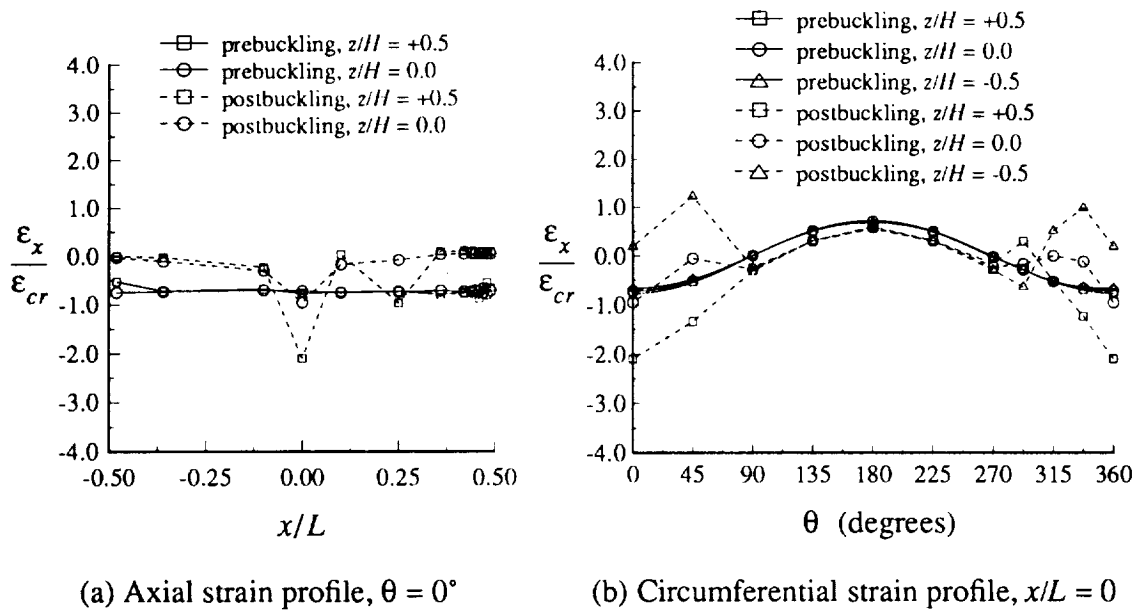 prebuckling, z/H = +0.5
prebuckling, z/H = 0.0
postbuckling, z/H = +0.5
postbuckling, z/H = 0.0
4.0
3.0
2.0
1.0
0.0
-1.0
-2.0
-3.0
-4.0
εx
εcr
-0.50
-0.25
0.00
0.25
0.50
x/L
(a) Axial strain profile, θ = 0°
prebuckling, z/H = +0.5
prebuckling, z/H = 0.0
prebuckling, z/H = -0.5
postbuckling, z/H = +0.5
postbuckling, z/H = 0.0
postbuckling, z/H = -0.5
4.0
3.0
2.0
1.0
0.0
-1.0
-2.0
-3.0
-4.0
εx
εcr
0
45
90
135
180
225
270
315
360
θ (degrees)
(b) Circumferential strain profile, x/L = 0